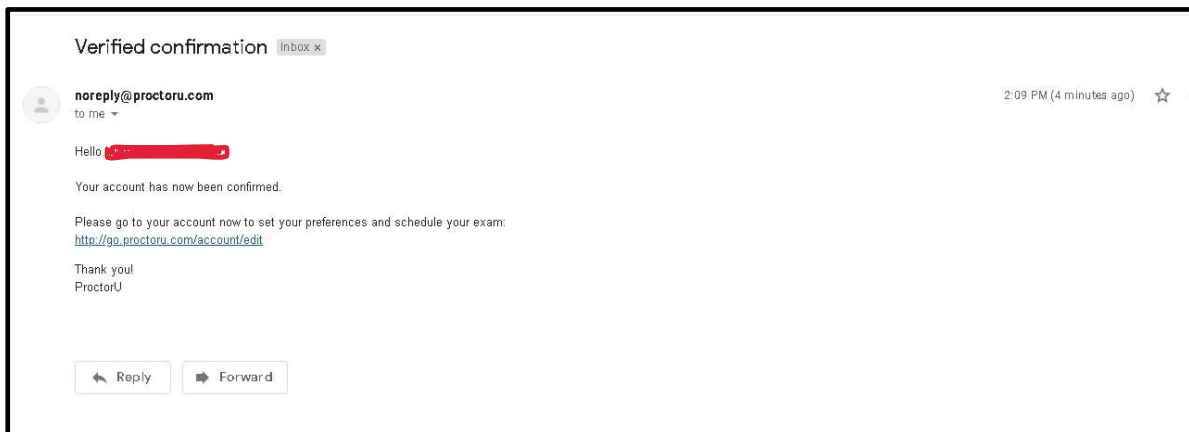 Verified confirmation Inbox x
noreply@proctoru.com 2:09 PM (4 minutes ago)
to me
Hello
Your account has now been confirmed.
Please go to your account now to set your preferences and schedule your exam:
http://go.proctoru.com/account/edit
Thank you!
ProctorU
Reply Forward